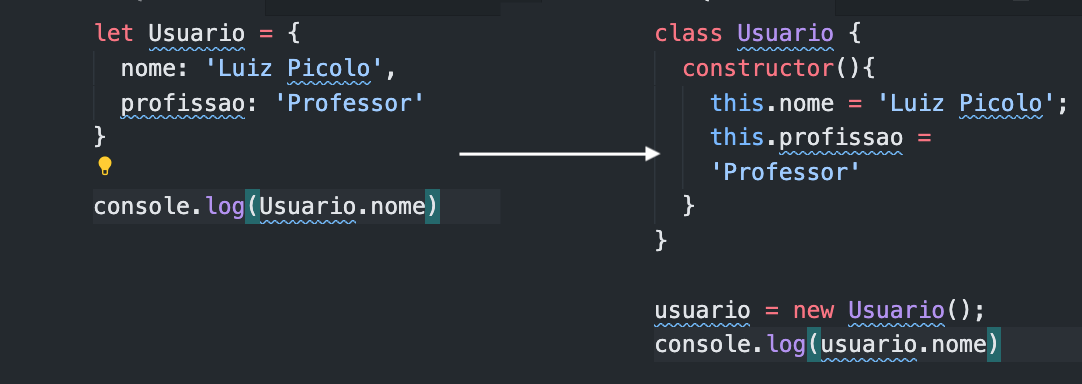 let Usuario = {
nome: 'Luiz Picolo',
profissao: 'Professor'
}
console.log(Usuario.nome)
class Usuario {
constructor(){
this.nome = 'Luiz Picolo';
this.profissao =
'Professor'
}
}
usuario = new Usuario();
console.log(usuario.nome)